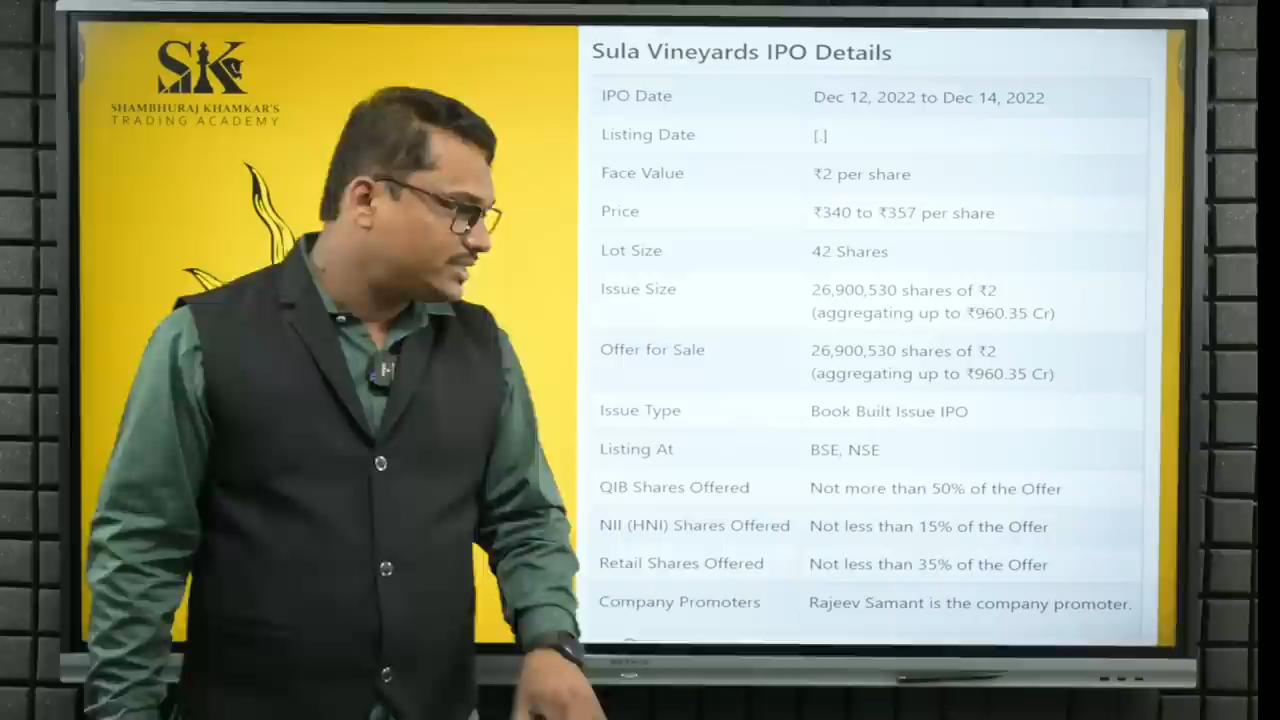 SK
SHAMBHURAJ KHAMKAR'S
TRADING ACADEMY
Sula Vineyards IPO Details
IPO Date Dec 12, 2022 to Dec 14, 2022
Listing Date [.]
Face Value ₹2 per share
Price ₹340 to ₹357 per share
Lot Size 42 Shares
Issue Size 26,900,530 shares of ₹2
(aggregating up to ₹960.35 Cr)
Offer for Sale 26,900,530 shares of ₹2
(aggregating up to ₹960.35 Cr)
Issue Type Book Built Issue IPO
Listing At BSE, NSE
QIB Shares Offered Not more than 50% of the Offer
NII (HNI) Shares Offered Not less than 15% of the Offer
Retail Shares Offered Not less than 35% of the Offer
Company Promoters Rajeev Samant is the company promoter.